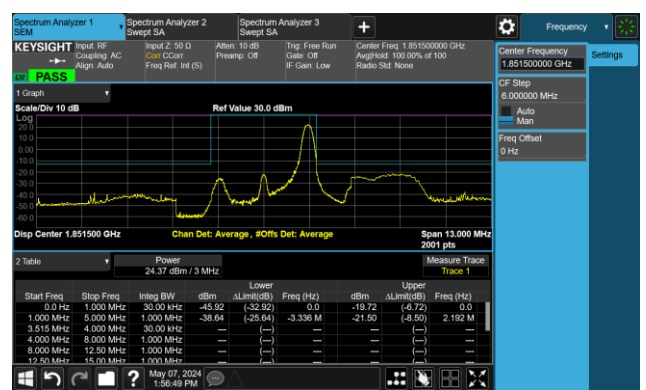 Spectrum Analyzer 1
SEM
Spectrum Analyzer 2
Swept SA
Spectrum Analyzer 3
Swept SA
Frequency
KEYSIGHT
Input: RF
Coupling: AC
Align: Auto
Input Z: 50 Ω
Corr CCorr
Freq Ref: Int (S)
Atten: 10 dB
Preamp: Off
Trig: Free Run
Gate: Off
IF Gain: Low
Center Freq: 1.851500000 GHz
Avg|Hold: 100.00% of 100
Radio Std: None
PASS
Center Frequency
1.851500000 GHz
Settings
CF Step
6.000000 MHz
Auto
Man
Freq Offset
0 Hz
1 Graph
Scale/Div 10 dB
Ref Value 30.0 dBm
Log
20.0
10.0
0.00
-10.0
-20.0
-30.0
-40.0
-50.0
-60.0
Disp Center 1.851500 GHz
Chan Det: Average, #Offs Det: Average
Span 13.000 MHz
2001 pts
2 Table
Power
24.37 dBm / 3 MHz
Measure Trace
Trace 1
Lower Upper
Start Freq Stop Freq Integ BW dBm ΔLimit(dB) Freq (Hz) dBm ΔLimit(dB) Freq (Hz)
0.0 Hz 1.000 MHz 30.00 kHz -45.92 (-32.92) 0.0 -19.72 (-6.72) 0.0
1.000 MHz 5.000 MHz 1.000 MHz -38.64 (-25.64) -3.336 M -21.50 (-8.50) 2.192 M
3.515 MHz 4.000 MHz 30.00 kHz --- (---) --- --- (---) ---
4.000 MHz 8.000 MHz 1.000 MHz --- (---) --- --- (---) ---
8.000 MHz 12.50 MHz 1.000 MHz --- (---) --- --- (---) ---
12.50 MHz 15.00 MHz 1.000 MHz --- (---) --- --- (---) ---
May 07, 2024
1:56:49 PM